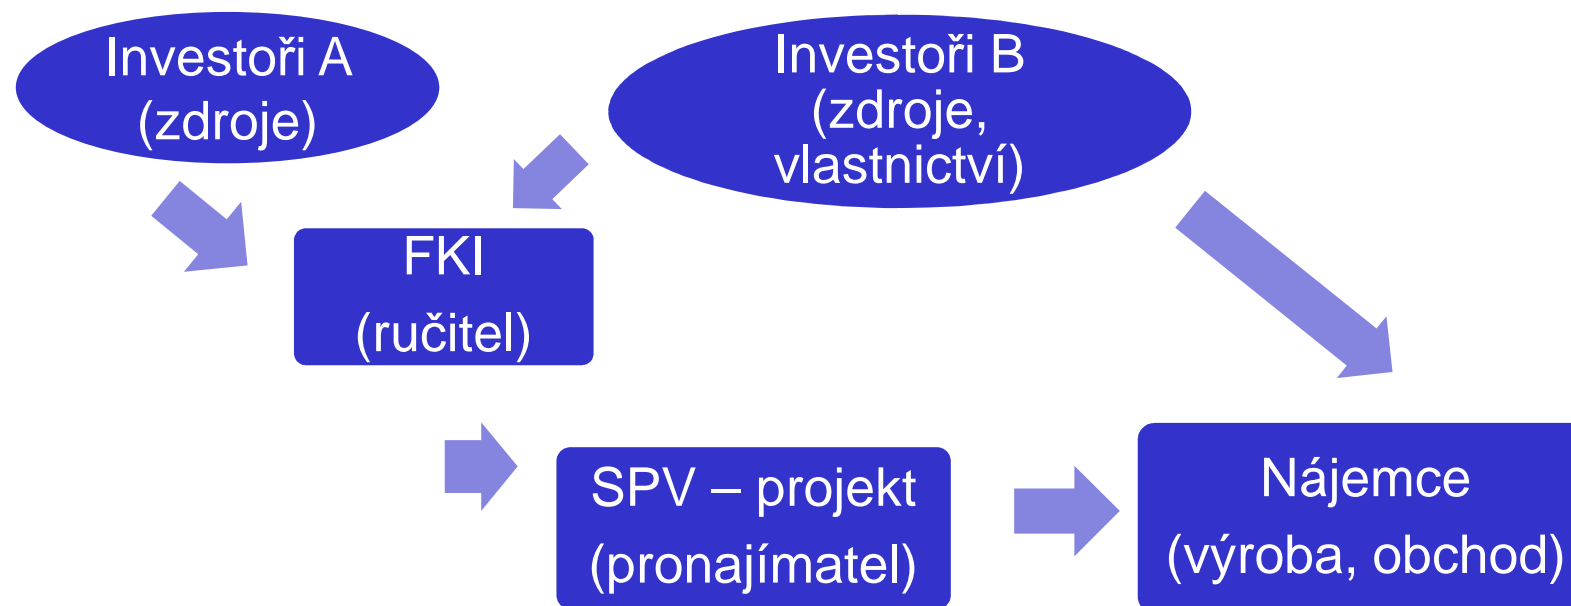 Investoři A
(zdroje)
Investoři B
(zdroje,
vlastnictví)
FKI
(ručitel)
SPV – projekt
(pronajímatel)
Nájemce
(výroba, obchod)